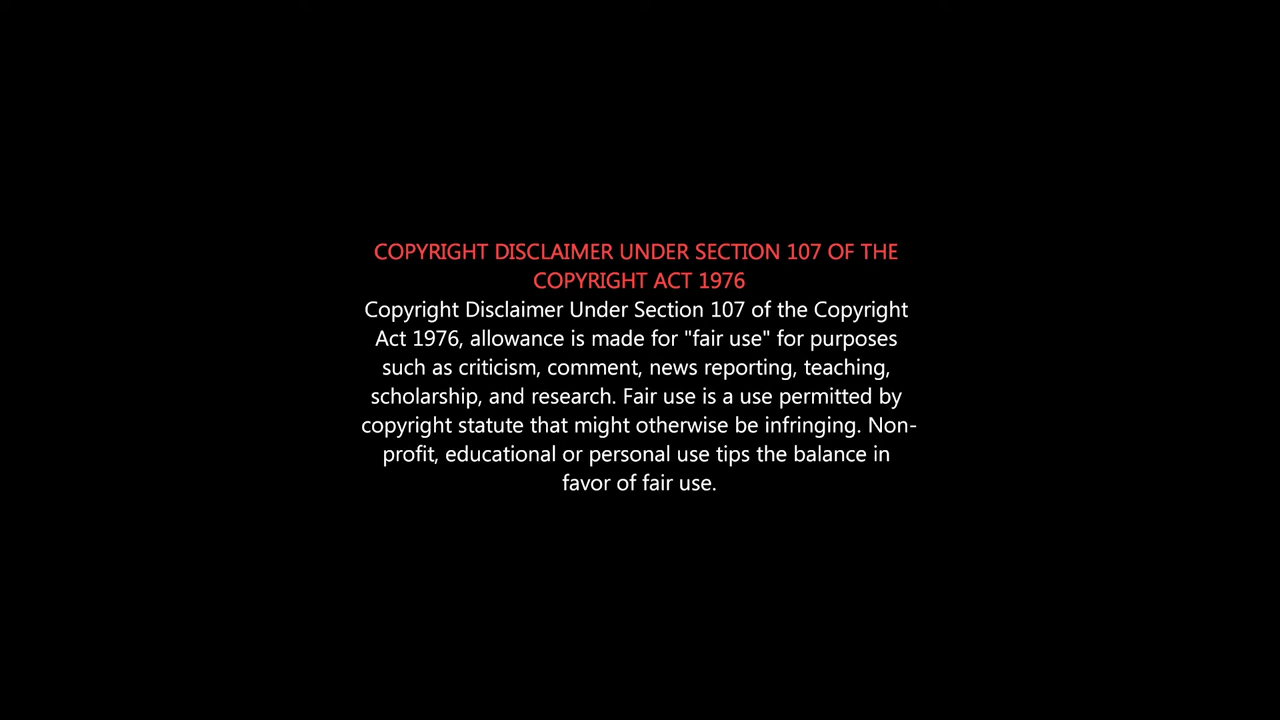 COPYRIGHT DISCLAIMER UNDER SECTION 107 OF THE
COPYRIGHT ACT 1976
Copyright Disclaimer Under Section 107 of the Copyright
Act 1976, allowance is made for "fair use" for purposes
such as criticism, comment, news reporting, teaching,
scholarship, and research. Fair use is a use permitted by
copyright statute that might otherwise be infringing. Non-
profit, educational or personal use tips the balance in
favor of fair use.